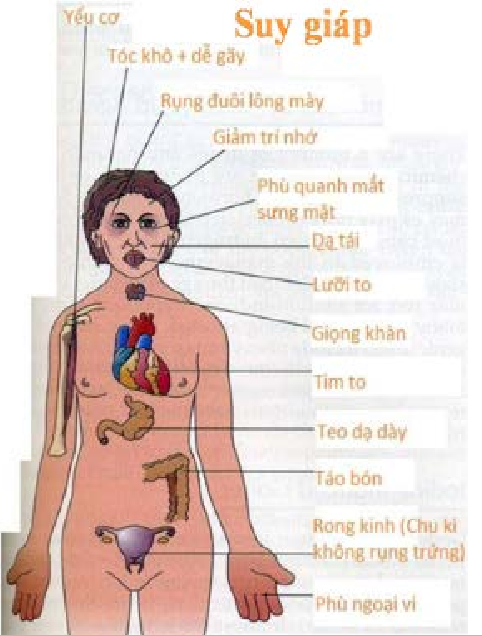 Yếu cơ
Suy giáp
Tóc khô + dễ gãy
Rụng đuôi lông mày
Giảm trí nhớ
Phù quanh mắt
sưng mặt
Da tái
Lưỡi to
Giọng khàn
Tim to
Teo dạ dày
Táo bón
Rong kinh (Chu kì
không rụng trứng)
Phù ngoại vi